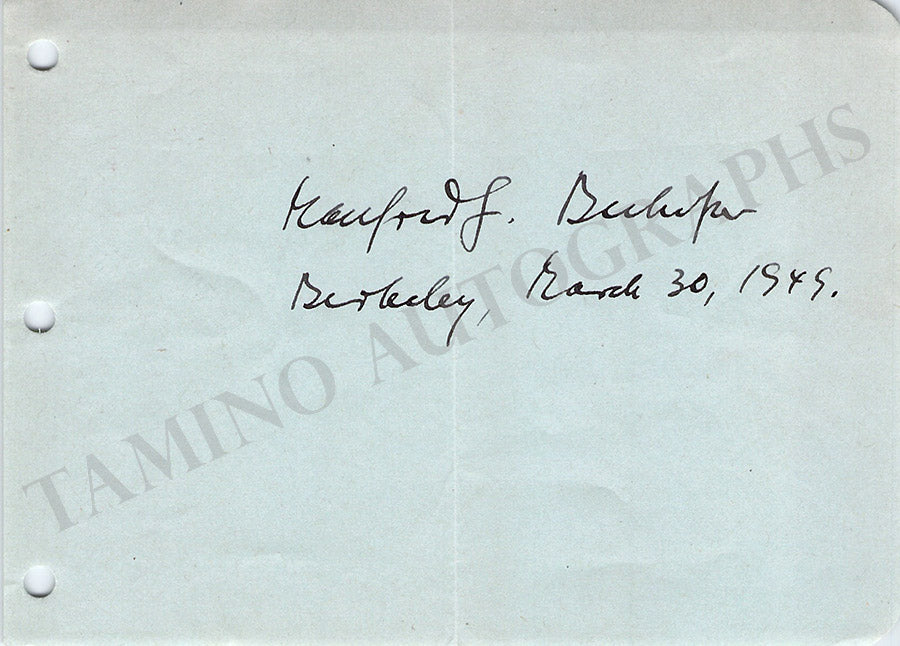 Manfred F. Bukofzer
Berkeley, March 30, 1949.
TAMINO AUTOGRAPHS